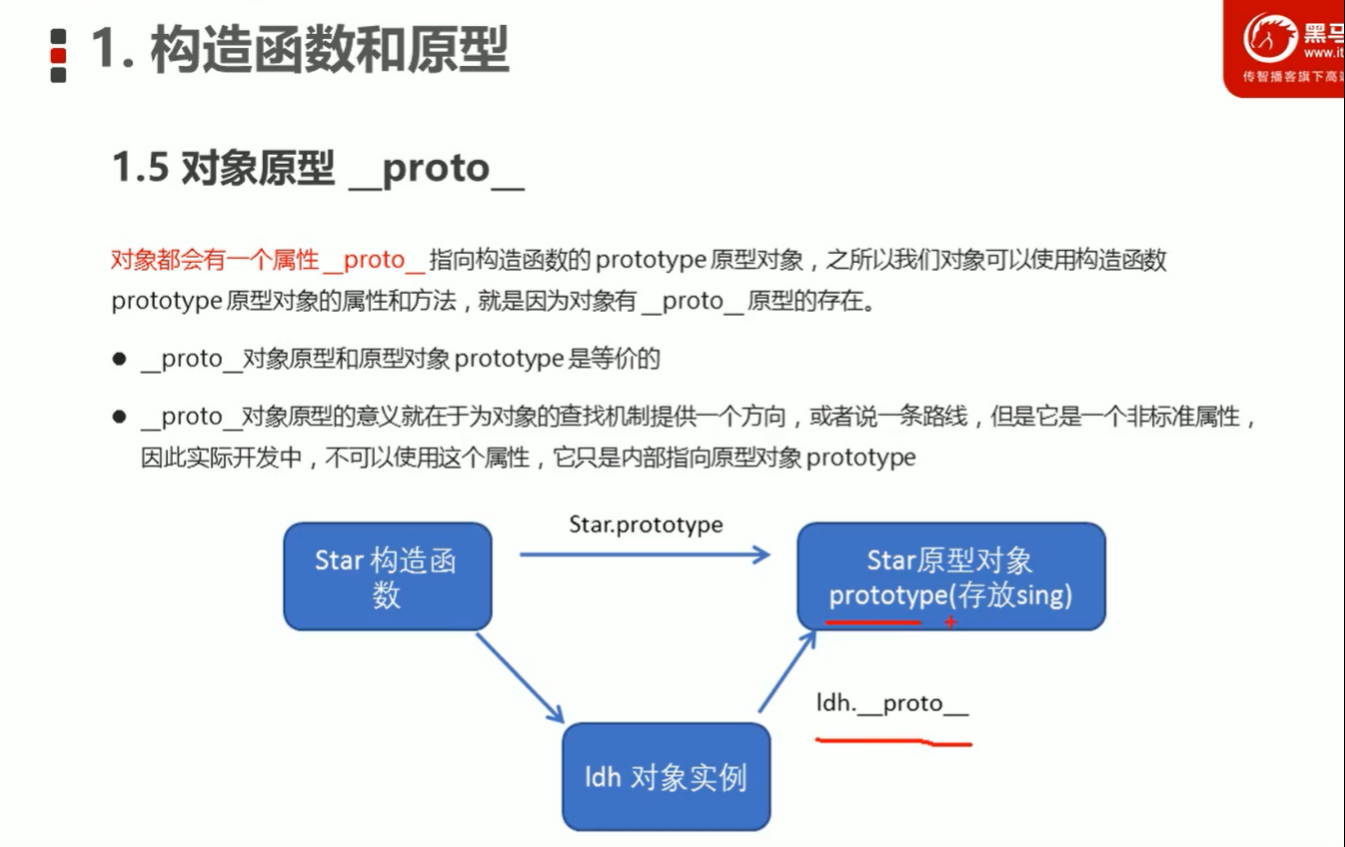 1. 构造函数和原型
黑马
www.it
传智播客旗下高
1.5 对象原型 __proto__
对象都会有一个属性 __proto__ 指向构造函数的 prototype 原型对象，之所以我们对象可以使用构造函数
prototype 原型对象的属性和方法，就是因为对象有 __proto__ 原型的存在。
● __proto__对象原型和原型对象 prototype 是等价的
● __proto__对象原型的意义就在于为对象的查找机制提供一个方向，或者说一条路线，但是它是一个非标准属性，
因此实际开发中，不可以使用这个属性，它只是内部指向原型对象 prototype
Star.prototype
Star 构造函
数
Star原型对象
prototype(存放sing)
ldh.__proto__
ldh 对象实例